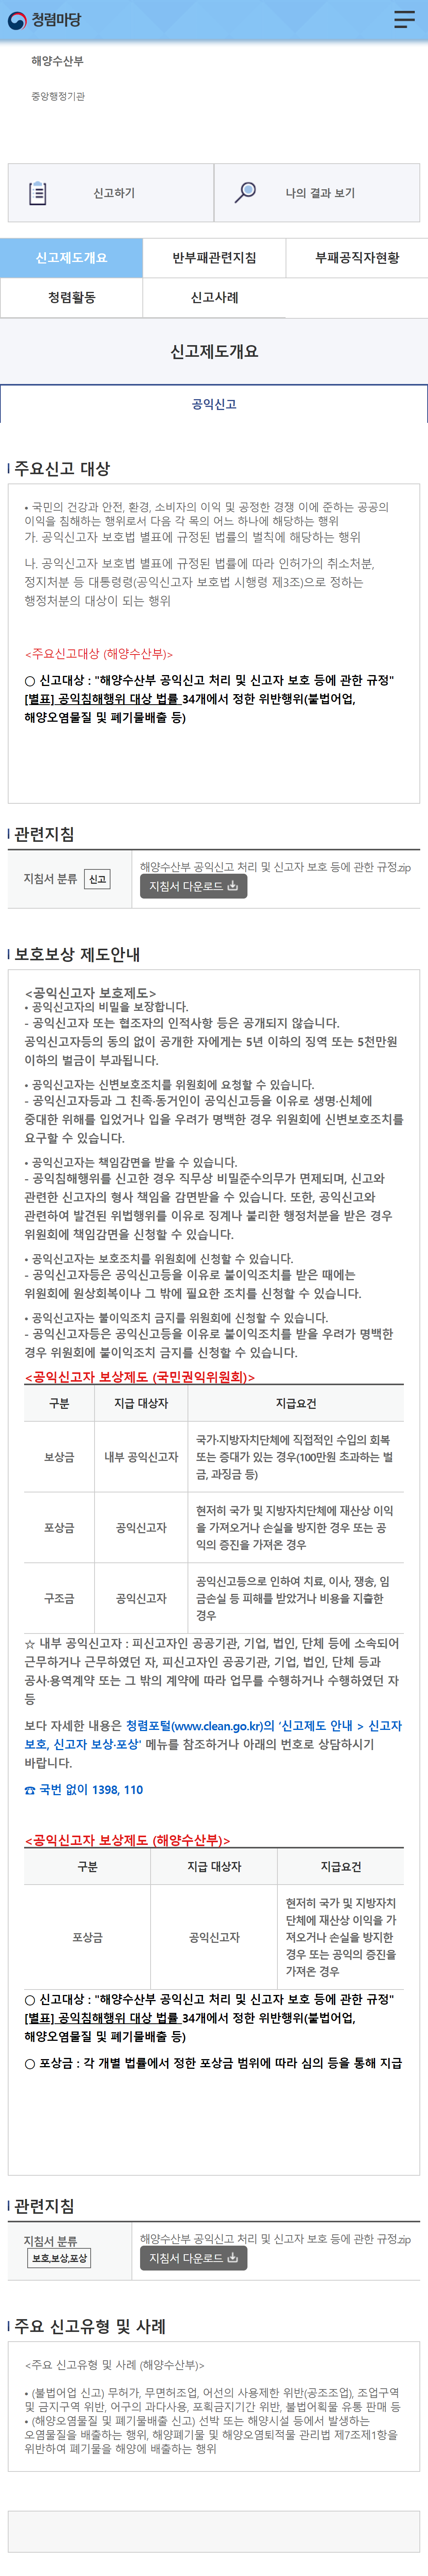 청렴마당
해양수산부
중앙행정기관
신고하기
나의 결과 보기
신고제도개요
반부패관련지침
부패공직자현황
청렴활동
신고사례
신고제도개요
공익신고
주요신고 대상
• 국민의 건강과 안전, 환경, 소비자의 이익 및 공정한 경쟁 이에 준하는 공공의
이익을 침해하는 행위로서 다음 각 목의 어느 하나에 해당하는 행위
가. 공익신고자 보호법 별표에 규정된 법률의 벌칙에 해당하는 행위
나. 공익신고자 보호법 별표에 규정된 법률에 따라 인허가의 취소처분,
정지처분 등 대통령령(공익신고자 보호법 시행령 제3조)으로 정하는
행정처분의 대상이 되는 행위
<주요신고대상 (해양수산부)>
○ 신고대상 : "해양수산부 공익신고 처리 및 신고자 보호 등에 관한 규정"
[별표] 공익침해행위 대상 법률 34개에서 정한 위반행위(불법어업,
해양오염물질 및 폐기물배출 등)
관련지침
지침서 분류 신고
해양수산부 공익신고 처리 및 신고자 보호 등에 관한 규정.zip
지침서 다운로드
보호보상 제도안내
<공익신고자 보호제도>
• 공익신고자의 비밀을 보장합니다.
- 공익신고자 또는 협조자의 인적사항 등은 공개되지 않습니다.
공익신고자등의 동의 없이 공개한 자에게는 5년 이하의 징역 또는 5천만원
이하의 벌금이 부과됩니다.
• 공익신고자는 신변보호조치를 위원회에 요청할 수 있습니다.
- 공익신고자등과 그 친족·동거인이 공익신고등을 이유로 생명·신체에
중대한 위해를 입었거나 입을 우려가 명백한 경우 위원회에 신변보호조치를
요구할 수 있습니다.
• 공익신고자는 책임감면을 받을 수 있습니다.
- 공익침해행위를 신고한 경우 직무상 비밀준수의무가 면제되며, 신고와
관련한 신고자의 형사 책임을 감면받을 수 있습니다. 또한, 공익신고와
관련하여 발견된 위법행위를 이유로 징계나 불리한 행정처분을 받은 경우
위원회에 책임감면을 신청할 수 있습니다.
• 공익신고자는 보호조치를 위원회에 신청할 수 있습니다.
- 공익신고자등은 공익신고등을 이유로 불이익조치를 받은 때에는
위원회에 원상회복이나 그 밖에 필요한 조치를 신청할 수 있습니다.
• 공익신고자는 불이익조치 금지를 위원회에 신청할 수 있습니다.
- 공익신고자등은 공익신고등을 이유로 불이익조치를 받을 우려가 명백한
경우 위원회에 불이익조치 금지를 신청할 수 있습니다.
<공익신고자 보상제도 (국민권익위원회)>
구분 지급 대상자 지급요건
보상금 내부 공익신고자 국가·지방자치단체에 직접적인 수입의 회복
또는 증대가 있는 경우(100만원 초과하는 벌
금, 과징금 등)
포상금 공익신고자 현저히 국가 및 지방자치단체에 재산상 이익
을 가져오거나 손실을 방지한 경우 또는 공
익의 증진을 가져온 경우
구조금 공익신고자 공익신고등으로 인하여 치료, 이사, 쟁송, 임
금손실 등 피해를 받았거나 비용을 지출한
경우
☆ 내부 공익신고자 : 피신고자인 공공기관, 기업, 법인, 단체 등에 소속되어
근무하거나 근무하였던 자, 피신고자인 공공기관, 기업, 법인, 단체 등과
공사·용역계약 또는 그 밖의 계약에 따라 업무를 수행하거나 수행하였던 자
등
보다 자세한 내용은 청렴포털(www.clean.go.kr)의 '신고제도 안내 > 신고자
보호, 신고자 보상·포상' 메뉴를 참조하거나 아래의 번호로 상담하시기
바랍니다.
☎ 국번 없이 1398, 110
<공익신고자 보상제도 (해양수산부)>
구분 지급 대상자 지급요건
포상금 공익신고자 현저히 국가 및 지방자치
단체에 재산상 이익을 가
져오거나 손실을 방지한
경우 또는 공익의 증진을
가져온 경우
○ 신고대상 : "해양수산부 공익신고 처리 및 신고자 보호 등에 관한 규정"
[별표] 공익침해행위 대상 법률 34개에서 정한 위반행위(불법어업,
해양오염물질 및 폐기물배출 등)
○ 포상금 : 각 개별 법률에서 정한 포상금 범위에 따라 심의 등을 통해 지급
관련지침
지침서 분류
보호,보상,포상
해양수산부 공익신고 처리 및 신고자 보호 등에 관한 규정.zip
지침서 다운로드
주요 신고유형 및 사례
<주요 신고유형 및 사례 (해양수산부)>
• (불법어업 신고) 무허가, 무면허조업, 어선의 사용제한 위반(공조조업), 조업구역
및 금지구역 위반, 어구의 과다사용, 포획금지기간 위반, 불법어획물 유통 판매 등
• (해양오염물질 및 폐기물배출 신고) 선박 또는 해양시설 등에서 발생하는
오염물질을 배출하는 행위, 해양폐기물 및 해양오염퇴적물 관리법 제7조제1항을
위반하여 폐기물을 해양에 배출하는 행위